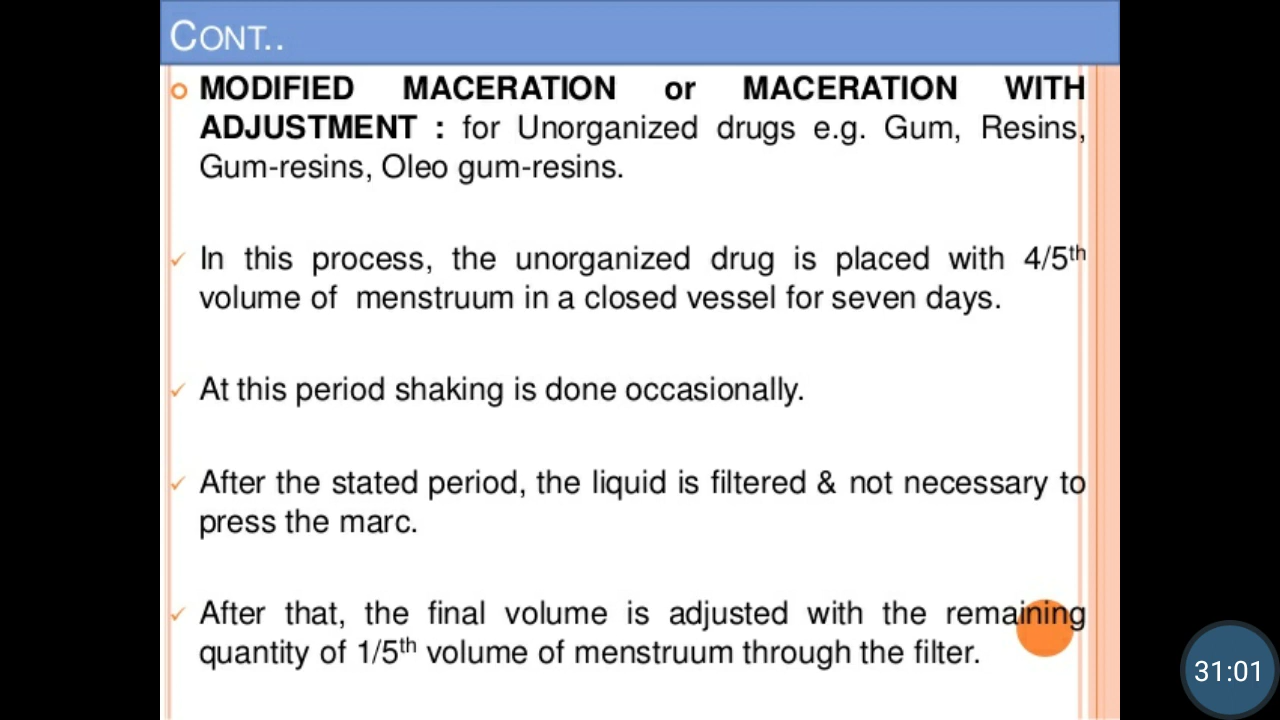 CONT..
MODIFIED MACERATION or MACERATION WITH
ADJUSTMENT : for Unorganized drugs e.g. Gum, Resins,
Gum-resins, Oleo gum-resins.
In this process, the unorganized drug is placed with 4/5th
volume of menstruum in a closed vessel for seven days.
At this period shaking is done occasionally.
After the stated period, the liquid is filtered & not necessary to
press the marc.
After that, the final volume is adjusted with the remaining
quantity of 1/5th volume of menstruum through the filter.
31:01